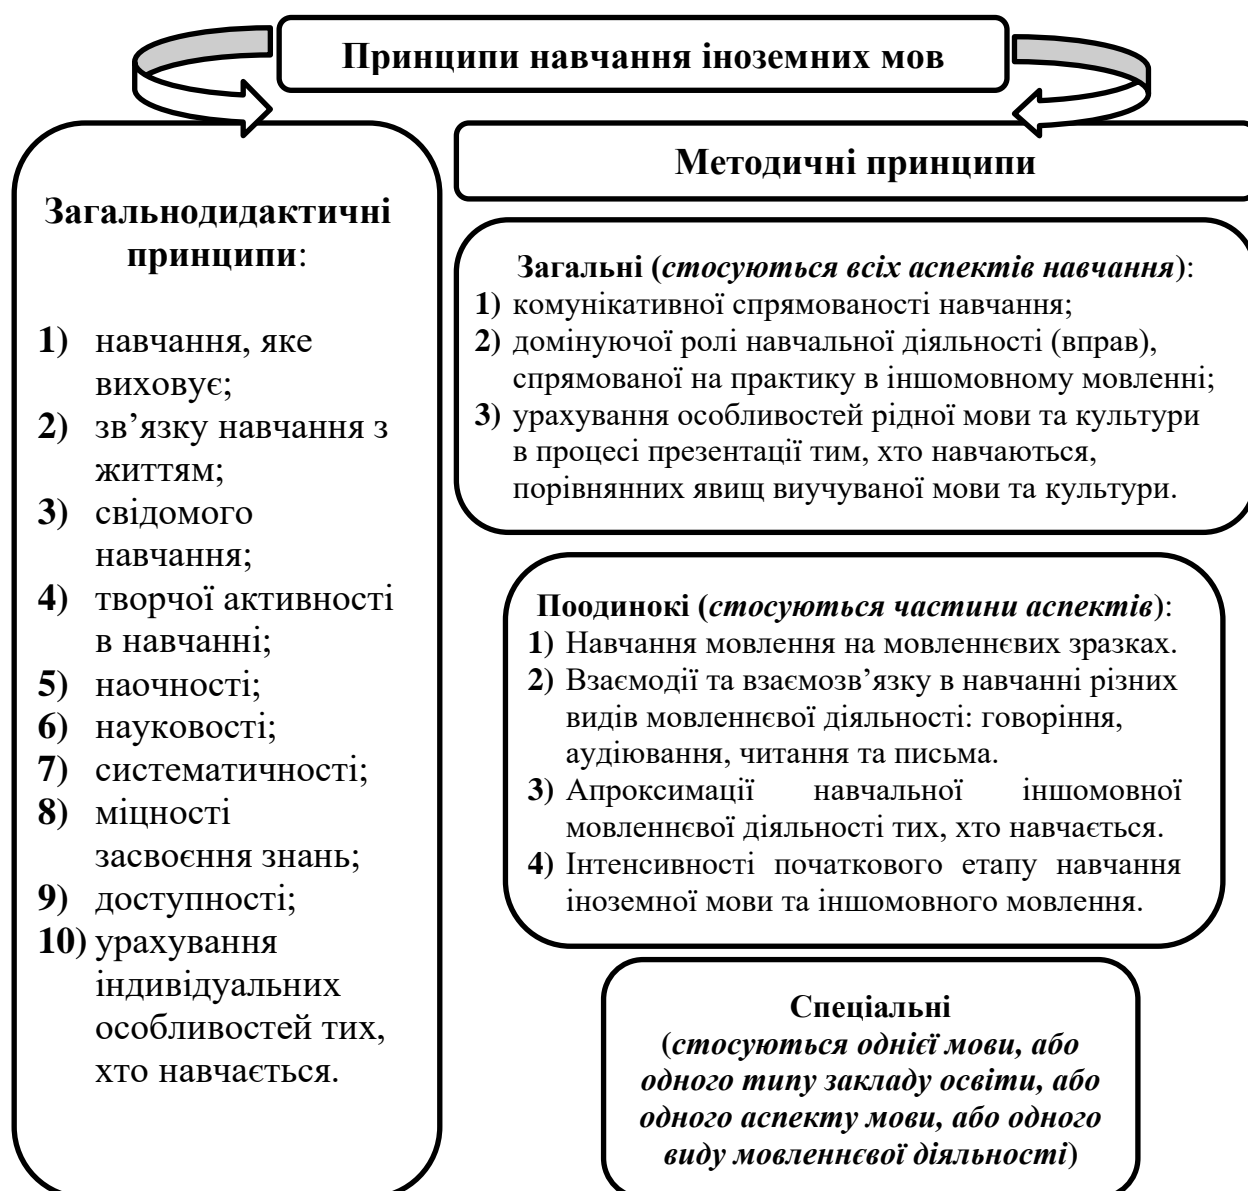 Принципи навчання іноземних мов
Загальнодидактичні
принципи:
1) навчання, яке
виховує;
2) зв’язку навчання з
життям;
3) свідомого
навчання;
4) творчої активності
в навчанні;
5) наочності;
6) науковості;
7) систематичності;
8) міцності
засвоєння знань;
9) доступності;
10) урахування
індивідуальних
особливостей тих,
хто навчається.
Методичні принципи
Загальні (стосуються всіх аспектів навчання):
1) комунікативної спрямованості навчання;
2) домінуючої ролі навчальної діяльності (вправ),
спрямованої на практику в іншомовному мовленні;
3) урахування особливостей рідної мови та культури
в процесі презентації тим, хто навчаються,
порівнянних явищ виучуваної мови та культури.
Поодинокі (стосуються частини аспектів):
1) Навчання мовлення на мовленнєвих зразках.
2) Взаємодії та взаємозв’язку в навчанні різних
видів мовленнєвої діяльності: говоріння,
аудіювання, читання та письма.
3) Апроксимації навчальної іншомовної
мовленнєвої діяльності тих, хто навчається.
4) Інтенсивності початкового етапу навчання
іноземної мови та іншомовного мовлення.
Спеціальні
(стосуються однієї мови, або
одного типу закладу освіти, або
одного аспекту мови, або одного
виду мовленнєвої діяльності)